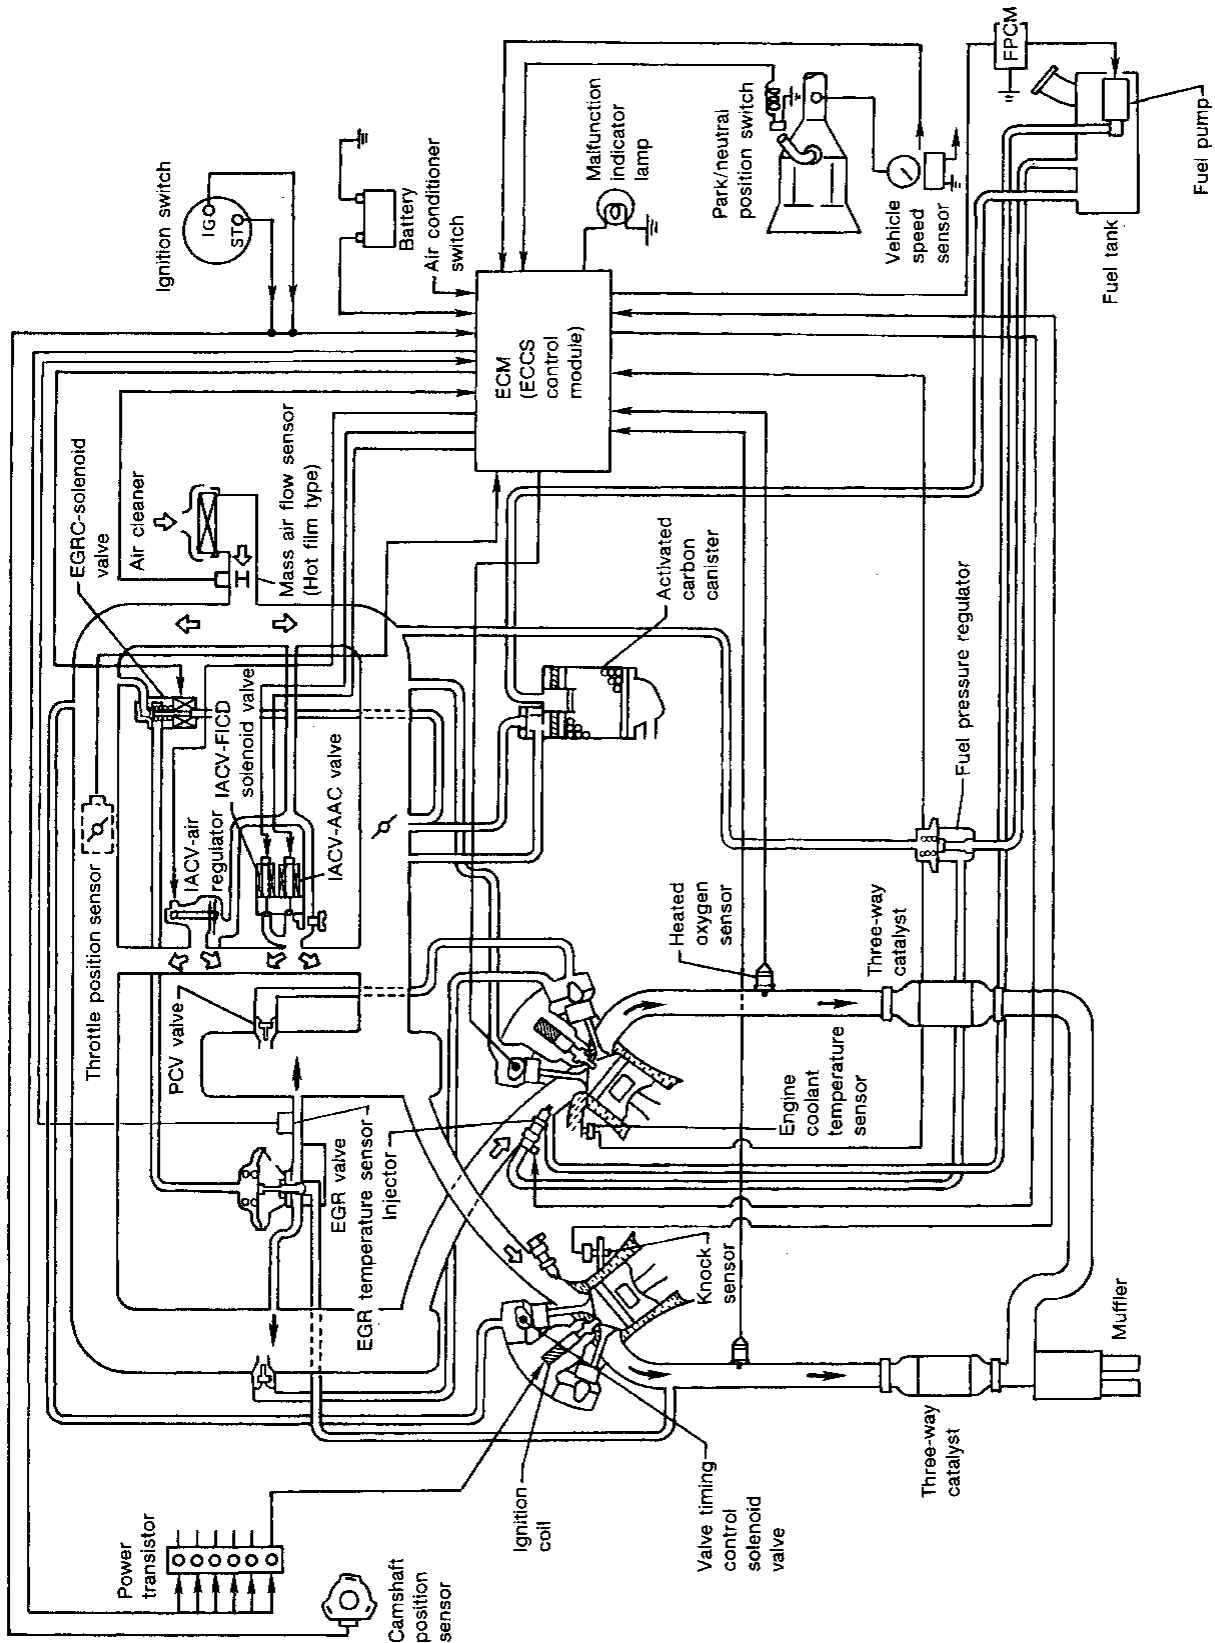 Ignition switch
IG
ST
Battery
Air conditioner
switch
Malfunction
indicator
lamp
Park/neutral
position switch
Vehicle
speed
sensor
FPCM
Fuel tank
Fuel pump
ECM
(ECCS
control
module)
EGRC-solenoid
valve
Air cleaner
Mass air flow sensor
(Hot film type)
Activated
carbon
canister
Fuel pressure regulator
Throttle position sensor
IACV-air
regulator
IACV-FICD
solenoid valve
IACV-AAC valve
PCV valve
Heated
oxygen
sensor
Three-way
catalyst
EGR valve
EGR temperature sensor
Injector
Engine
coolant
temperature
sensor
Knock
sensor
Muffler
Power
transistor
Camshaft
position
sensor
Ignition
coil
Valve timing
control
solenoid
valve
Three-way
catalyst